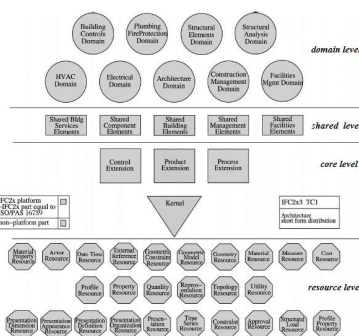 Building
Controls
Domain
Plumbing
FireProtection
Domain
Structural
Elements
Domain
Structural
Analysis
Domain
domain level
HVAC
Domain
Electrical
Domain
Architecture
Domain
Construction
Management
Domain
Facilities
Mgmt Domain
Shared Bldg
Services
Elements
Shared
Component
Elements
Shared
Building
Elements
Shared
Management
Elements
Shared
Facilities
Elements
shared level
Control
Extension
Product
Extension
Process
Extension
core level
Kernel
IFC2x platform
IFC2x part equal to
ISO/PAS 16739
non-platform part
IFC2x3 TC1
Architecture
short form distribution
Material
Property
Resource
Actor
Resource
Date Time
Resource
External
Reference
Resource
Geometric
Constraint
Resource
Geometric
Model
Resource
Geometry
Resource
Material
Resource
Measure
Resource
Cost
Resource
Profile
Resource
Property
Resource
Quantity
Resource
Repres-
entation
Resource
Topology
Resource
Utility
Resource
resource level
Presentation
Dimension
Resource
Presentation
Appearance
Resource
Presentation
Definition
Resource
Presentation
Organization
Resource
Presen-
tation
Resource
Time
Series
Resource
Constraint
Resource
Approval
Resource
Structural
Load
Resource
Profile
Property
Resource